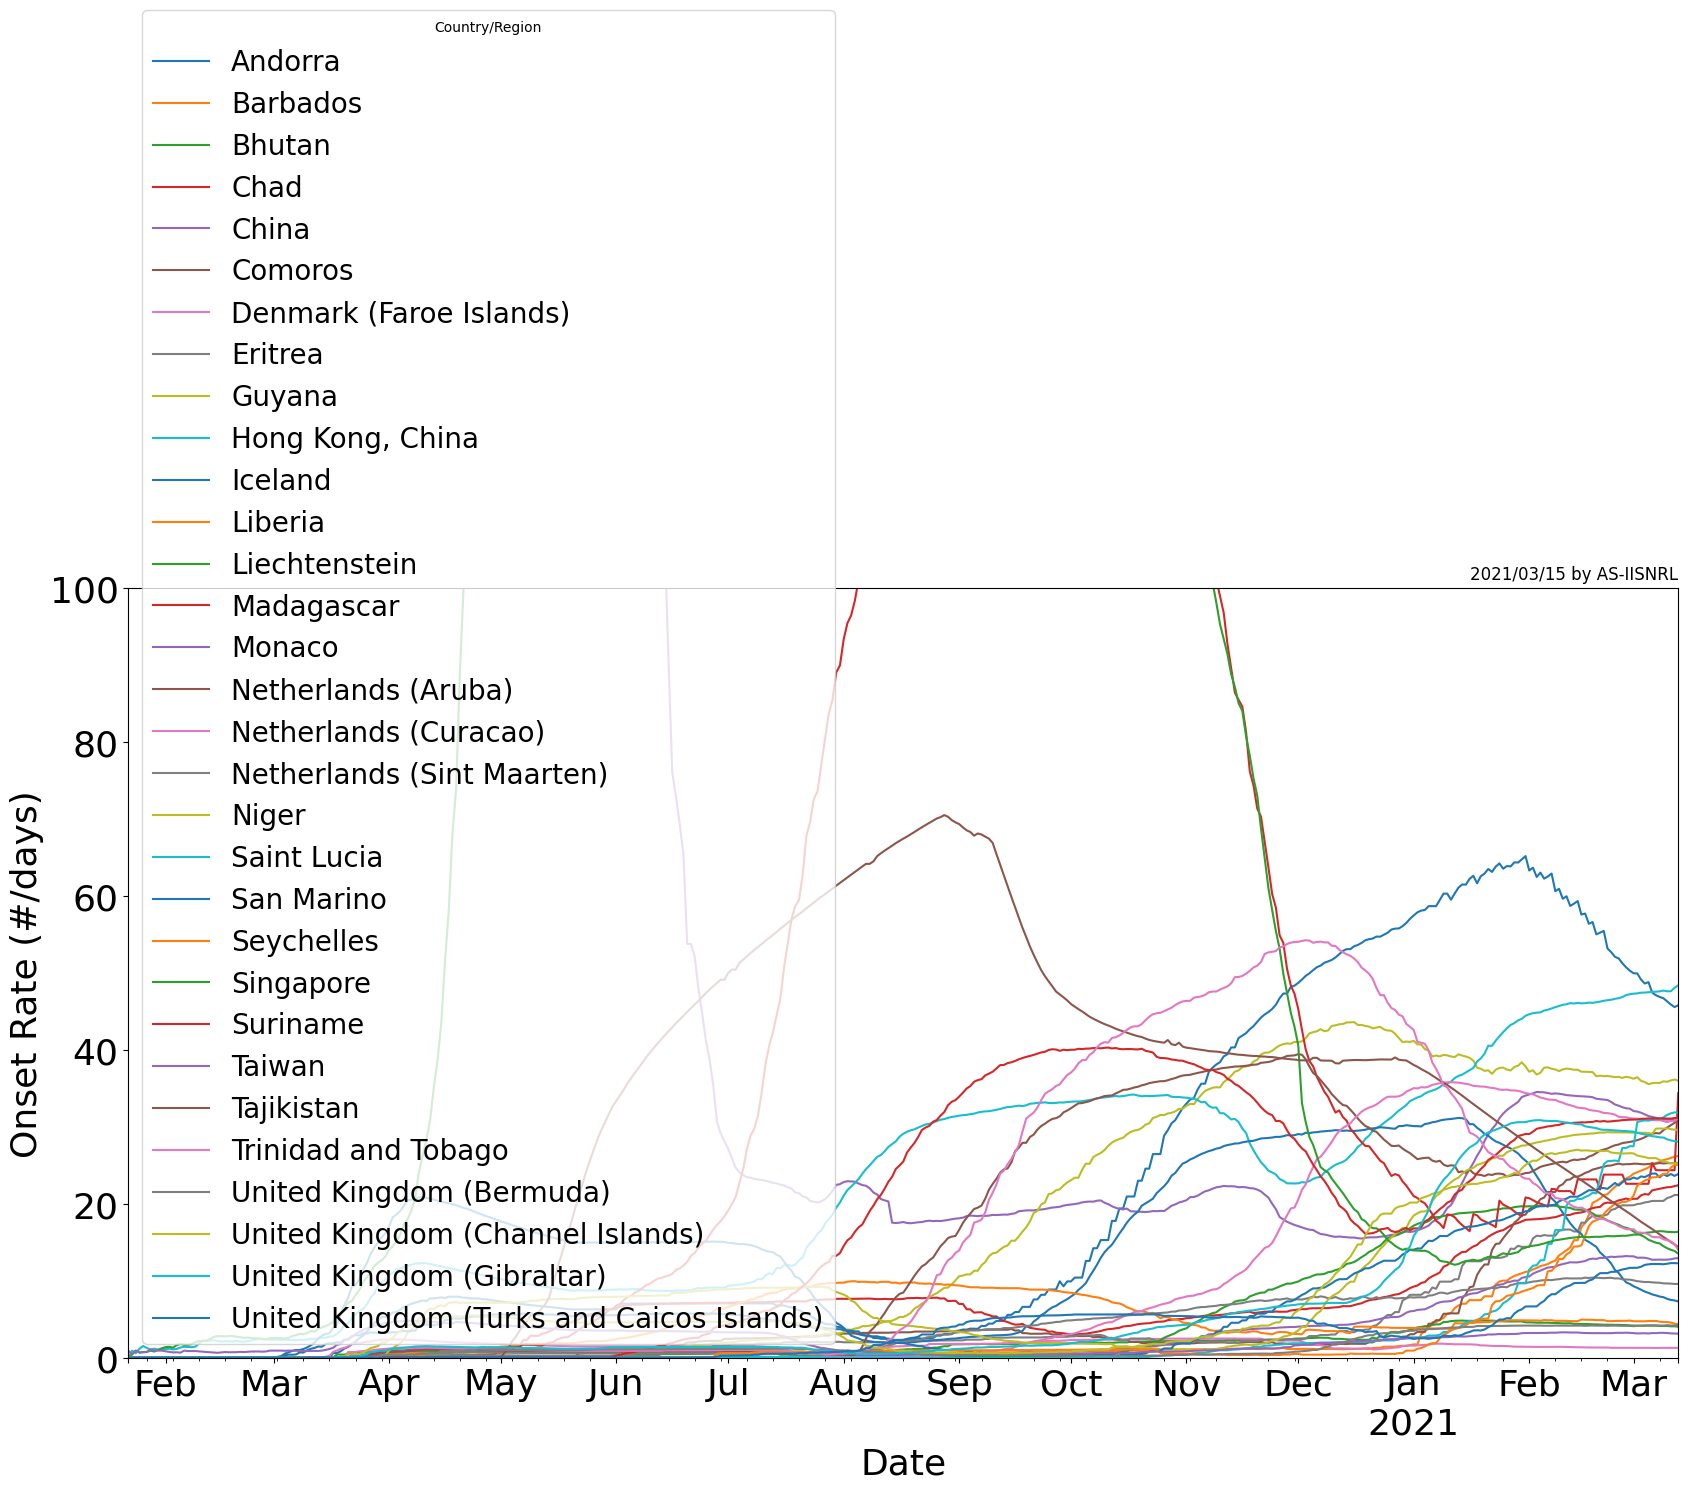 Country/Region
Andorra
Barbados
Bhutan
Chad
China
Comoros
Denmark (Faroe Islands)
Eritrea
Guyana
Hong Kong, China
Iceland
Liberia
Liechtenstein
Madagascar
Monaco
Netherlands (Aruba)
Netherlands (Curacao)
Netherlands (Sint Maarten)
Niger
Saint Lucia
San Marino
Seychelles
Singapore
Suriname
Taiwan
Tajikistan
Trinidad and Tobago
United Kingdom (Bermuda)
United Kingdom (Channel Islands)
United Kingdom (Gibraltar)
United Kingdom (Turks and Caicos Islands)
2021/03/15 by AS-IISNRL
100
80
60
40
20
0
Onset Rate (#/days)
Feb Mar Apr May Jun Jul Aug Sep Oct Nov Dec Jan Feb Mar
2021
Date